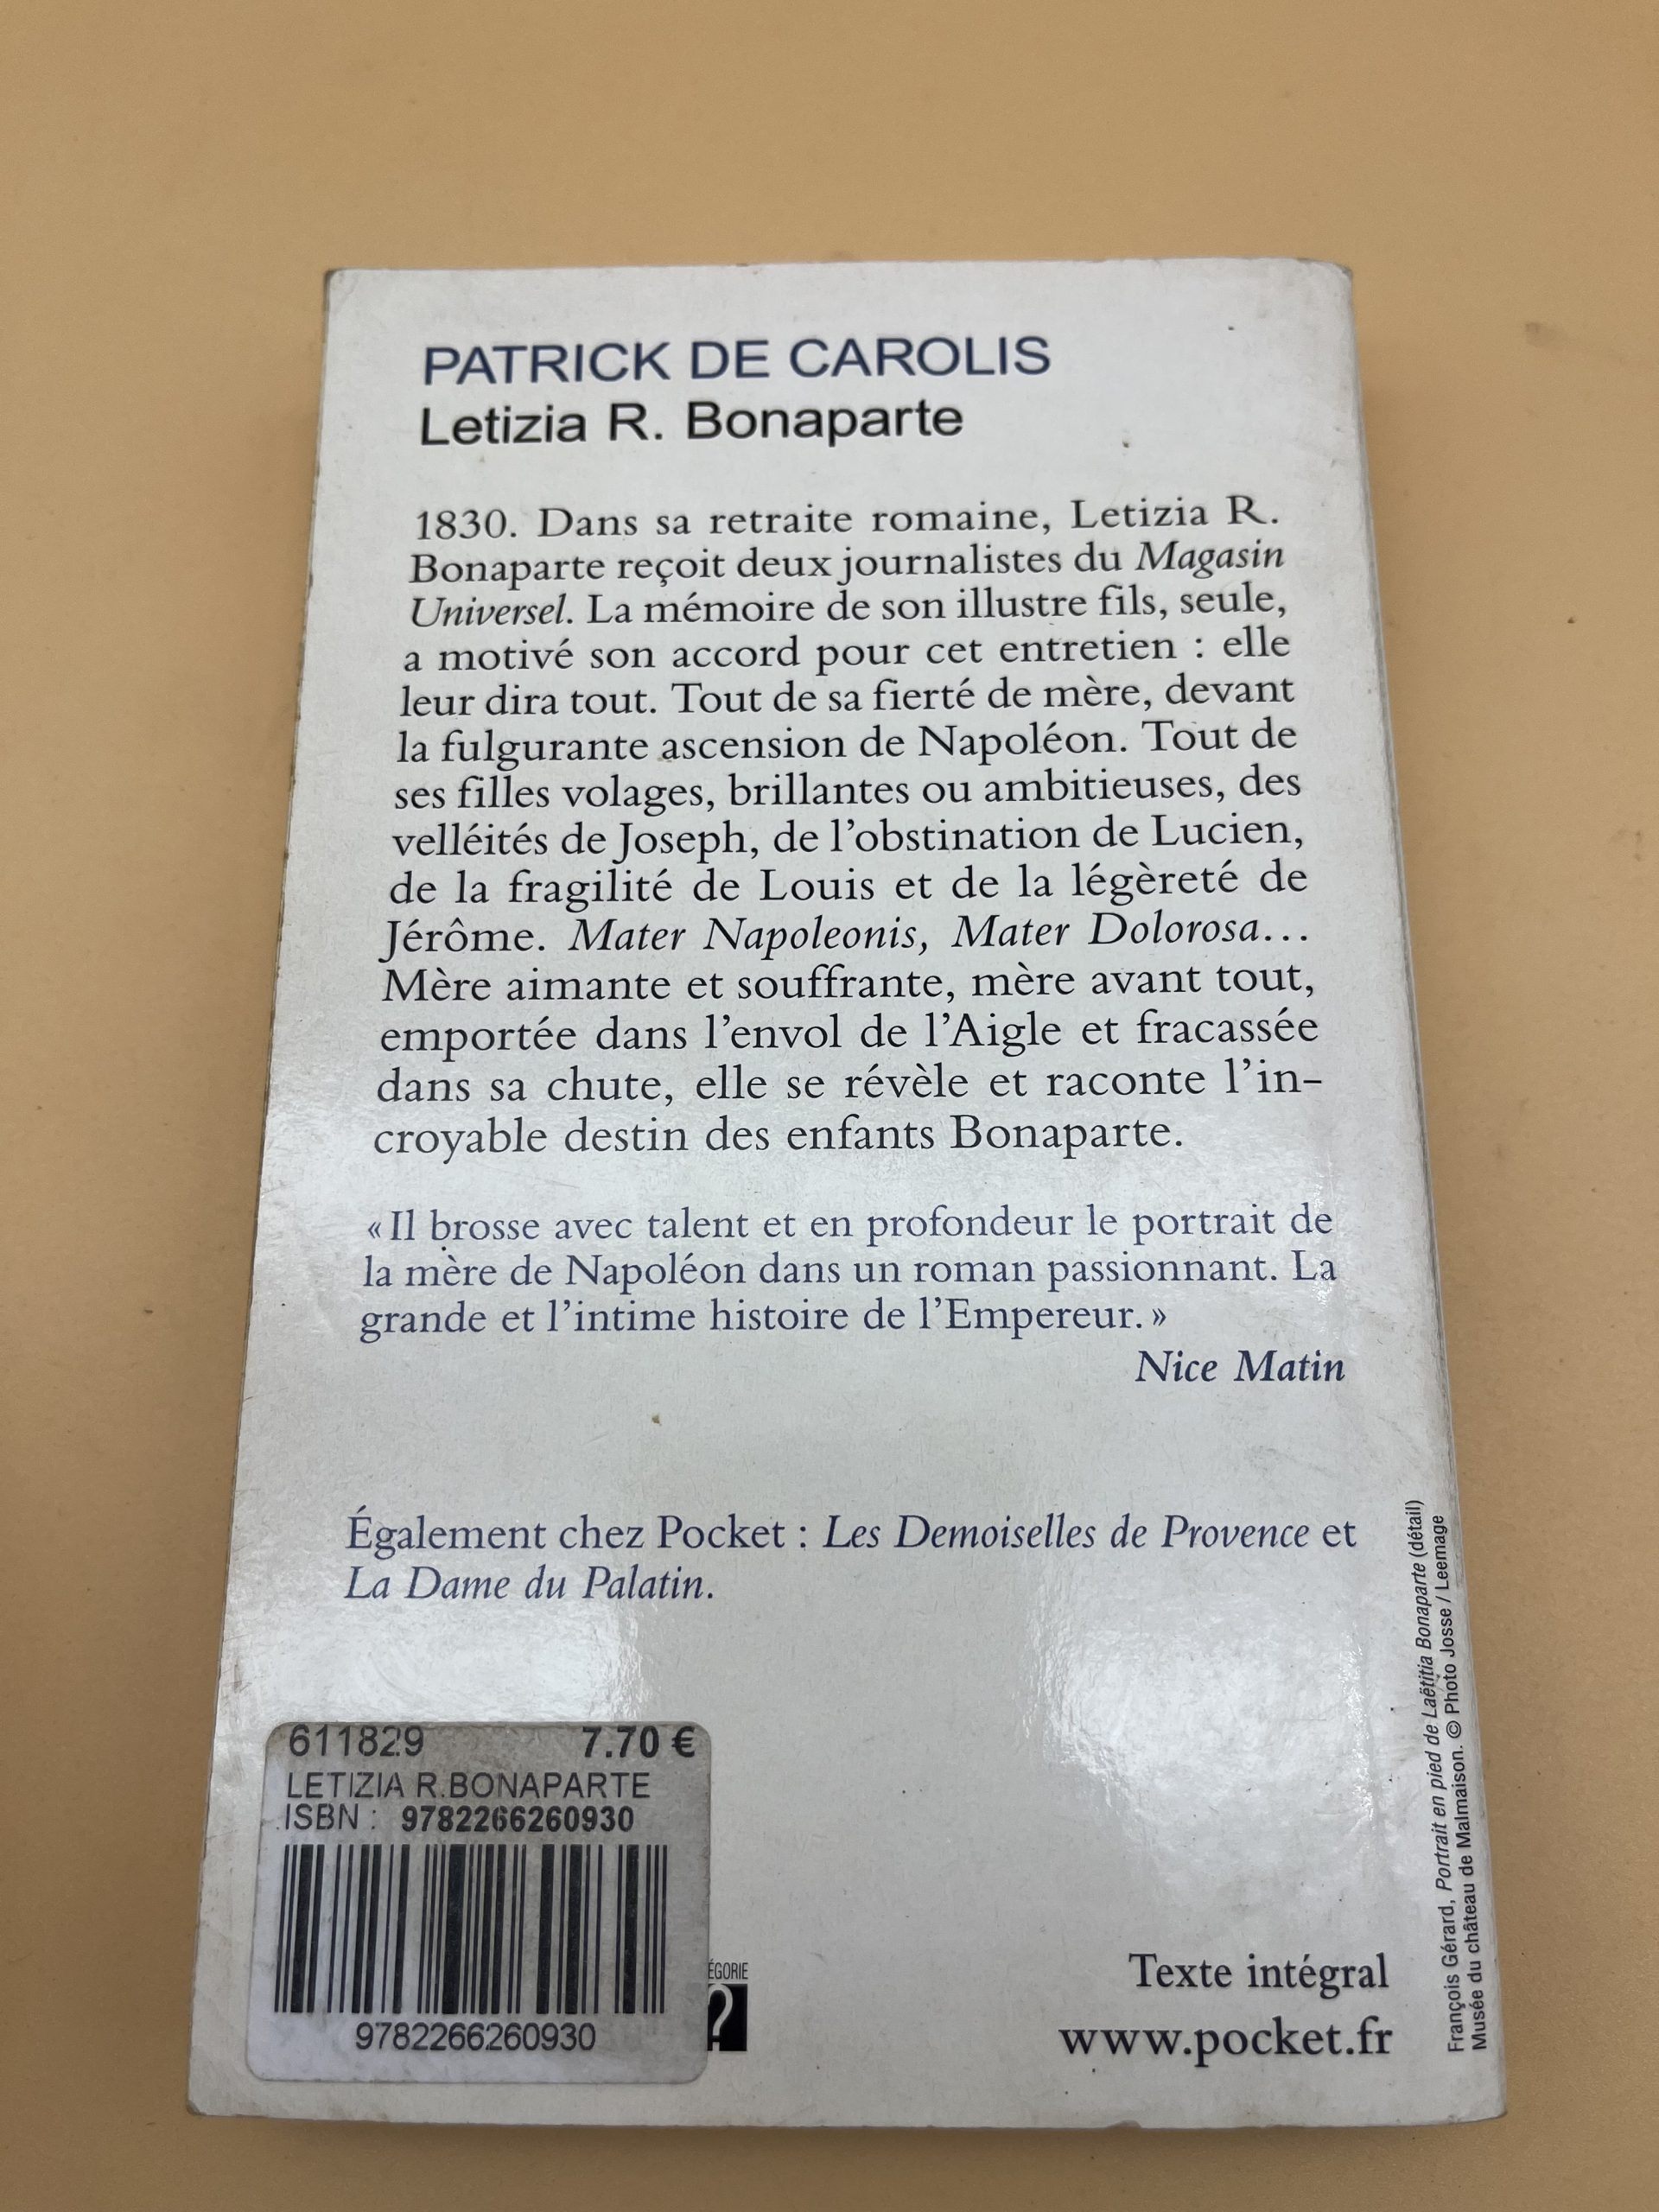 PATRICK DE CAROLIS
Letizia R. Bonaparte
1830. Dans sa retraite romaine, Letizia R.
Bonaparte reçoit deux journalistes du Magasin
Universel. La mémoire de son illustre fils, seule,
a motivé son accord pour cet entretien : elle
leur dira tout. Tout de sa fierté de mère, devant
la fulgurante ascension de Napoléon. Tout de
ses filles volages, brillantes ou ambitieuses, des
velléités de Joseph, de l'obstination de Lucien,
de la fragilité de Louis et de la légèreté de
Jérôme. Mater Napoleonis, Mater Dolorosa...
Mère aimante et souffrante, mère avant tout,
emportée dans l'envol de l'Aigle et fracassée
dans sa chute, elle se révèle et raconte l'in-
croyable destin des enfants Bonaparte.
« Il brosse avec talent et en profondeur le portrait de
la mère de Napoléon dans un roman passionnant. La
grande et l'intime histoire de l'Empereur. »
Nice Matin
Également chez Pocket : Les Demoiselles de Provence et
La Dame du Palatin.
611829 7.70 €
LETIZIA R.BONAPARTE
ISBN : 9782266260930
9782266260930
ÉGORIE
Texte intégral
www.pocket.fr
François Gérard, Portrait en pied de Laëtitia Bonaparte (détail)
Musée du château de Malmaison. © Photo Josse / Leemage